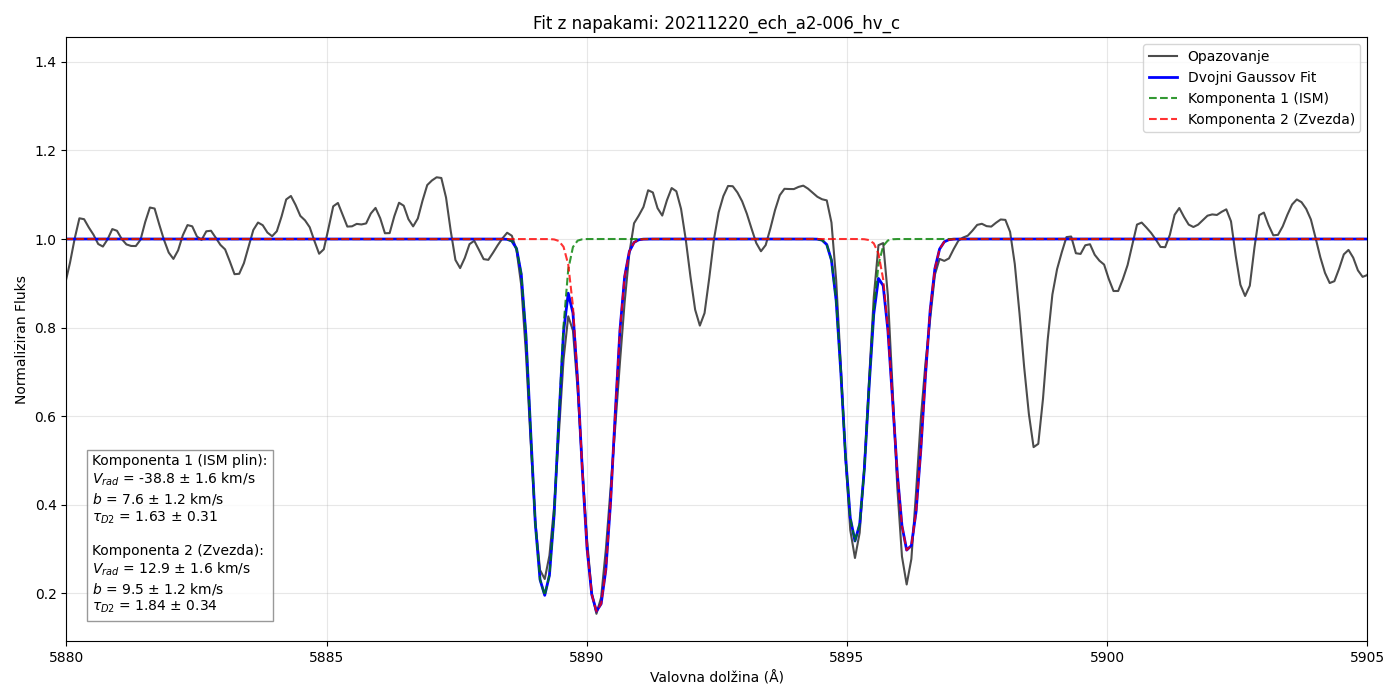 Fit z napakami: 20211220_ech_a2-006_hv_c
Normaliziran Fluks
1.4
1.2
1.0
0.8
0.6
0.4
0.2
Opazovanje
Dvojni Gaussov Fit
Komponenta 1 (ISM)
Komponenta 2 (Zvezda)
Komponenta 1 (ISM plin):
V_rad = -38.8 ± 1.6 km/s
b = 7.6 ± 1.2 km/s
τ_D2 = 1.63 ± 0.31
Komponenta 2 (Zvezda):
V_rad = 12.9 ± 1.6 km/s
b = 9.5 ± 1.2 km/s
τ_D2 = 1.84 ± 0.34
5880 5885 5890 5895 5900 5905
Valovna dolžina (Å)